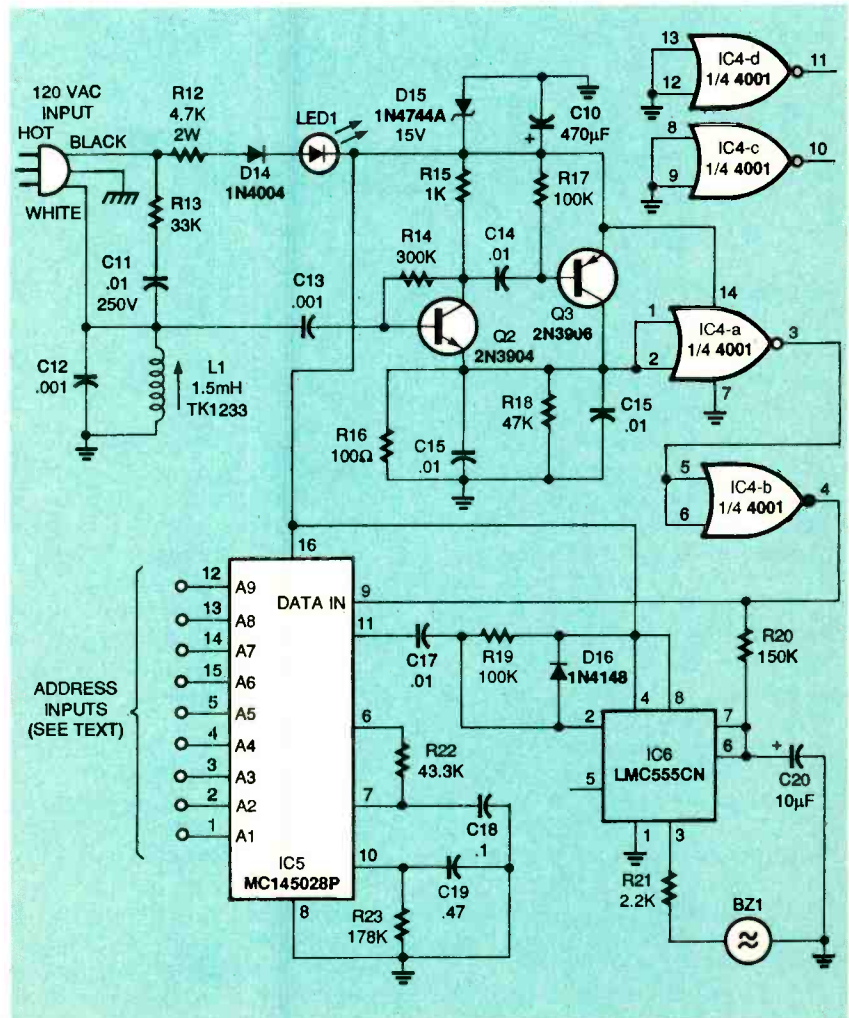 120 VAC
INPUT
HOT
BLACK
WHITE
R12
4.7K
2W
D14
1N4004
LED1
D15
1N4744A
15V
C10
470µF
+
R13
33K
C11
.01
250V
C12
.001
L1
1.5mH
TK1233
C13
.001
R14
300K
R15
1K
C14
.01
R17
100K
Q2
2N3904
Q3
2N3906
R16
100Ω
C15
.01
R18
47K
C15
.01
13
12
IC4-d
1/4 4001
11
8
9
IC4-c
1/4 4001
10
14
1
2
IC4-a
1/4 4001
3
7
5
6
IC4-b
1/4 4001
4
ADDRESS
INPUTS
(SEE TEXT)
12 A9
13 A8
14 A7
15 A6
5 A5
4 A4
3 A3
2 A2
1 A1
16
DATA IN
9
11
6
7
10
8
IC5
MC145028P
C17
.01
R19
100K
D16
1N4148
R22
43.3K
C18
.1
C19
.47
R23
178K
4
8
2
7
6
5
1
3
IC6
LMC555CN
R20
150K
+
C20
10µF
R21
2.2K
BZ1